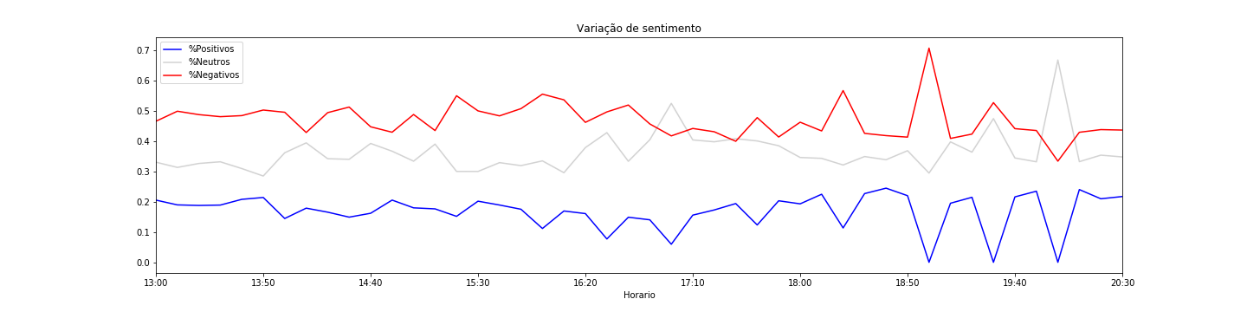 Variação de sentimento
%Positivos
%Neutros
%Negativos
0.7
0.6
0.5
0.4
0.3
0.2
0.1
0.0
13:00 13:50 14:40 15:30 16:20 17:10 18:00 18:50 19:40 20:30
Horario